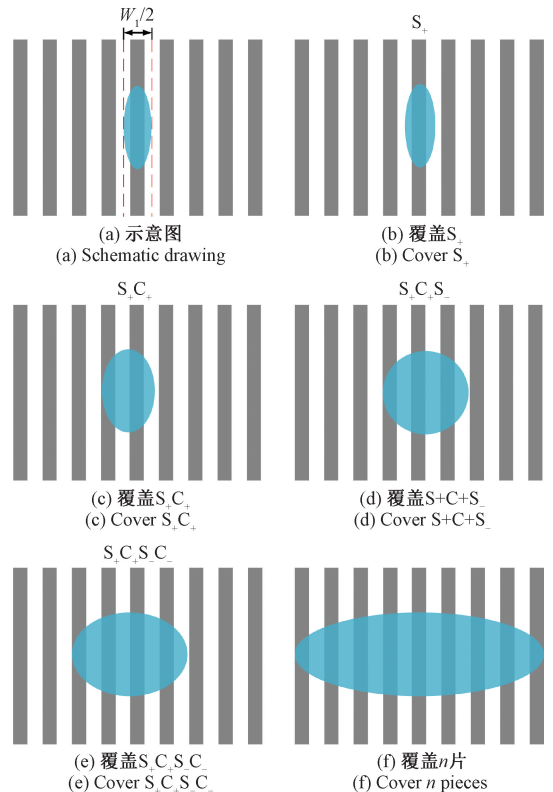 W₁/2
S₊
(a) 示意图
(a) Schematic drawing
(b) 覆盖S₊
(b) Cover S₊
S₊C₊
S₊C₊S₋
(c) 覆盖S₊C₊
(c) Cover S₊C₊
(d) 覆盖S+C+S₋
(d) Cover S+C+S₋
S₊C₊S₋C₋
(e) 覆盖S₊C₊S₋C₋
(e) Cover S₊C₊S₋C₋
(f) 覆盖n片
(f) Cover n pieces